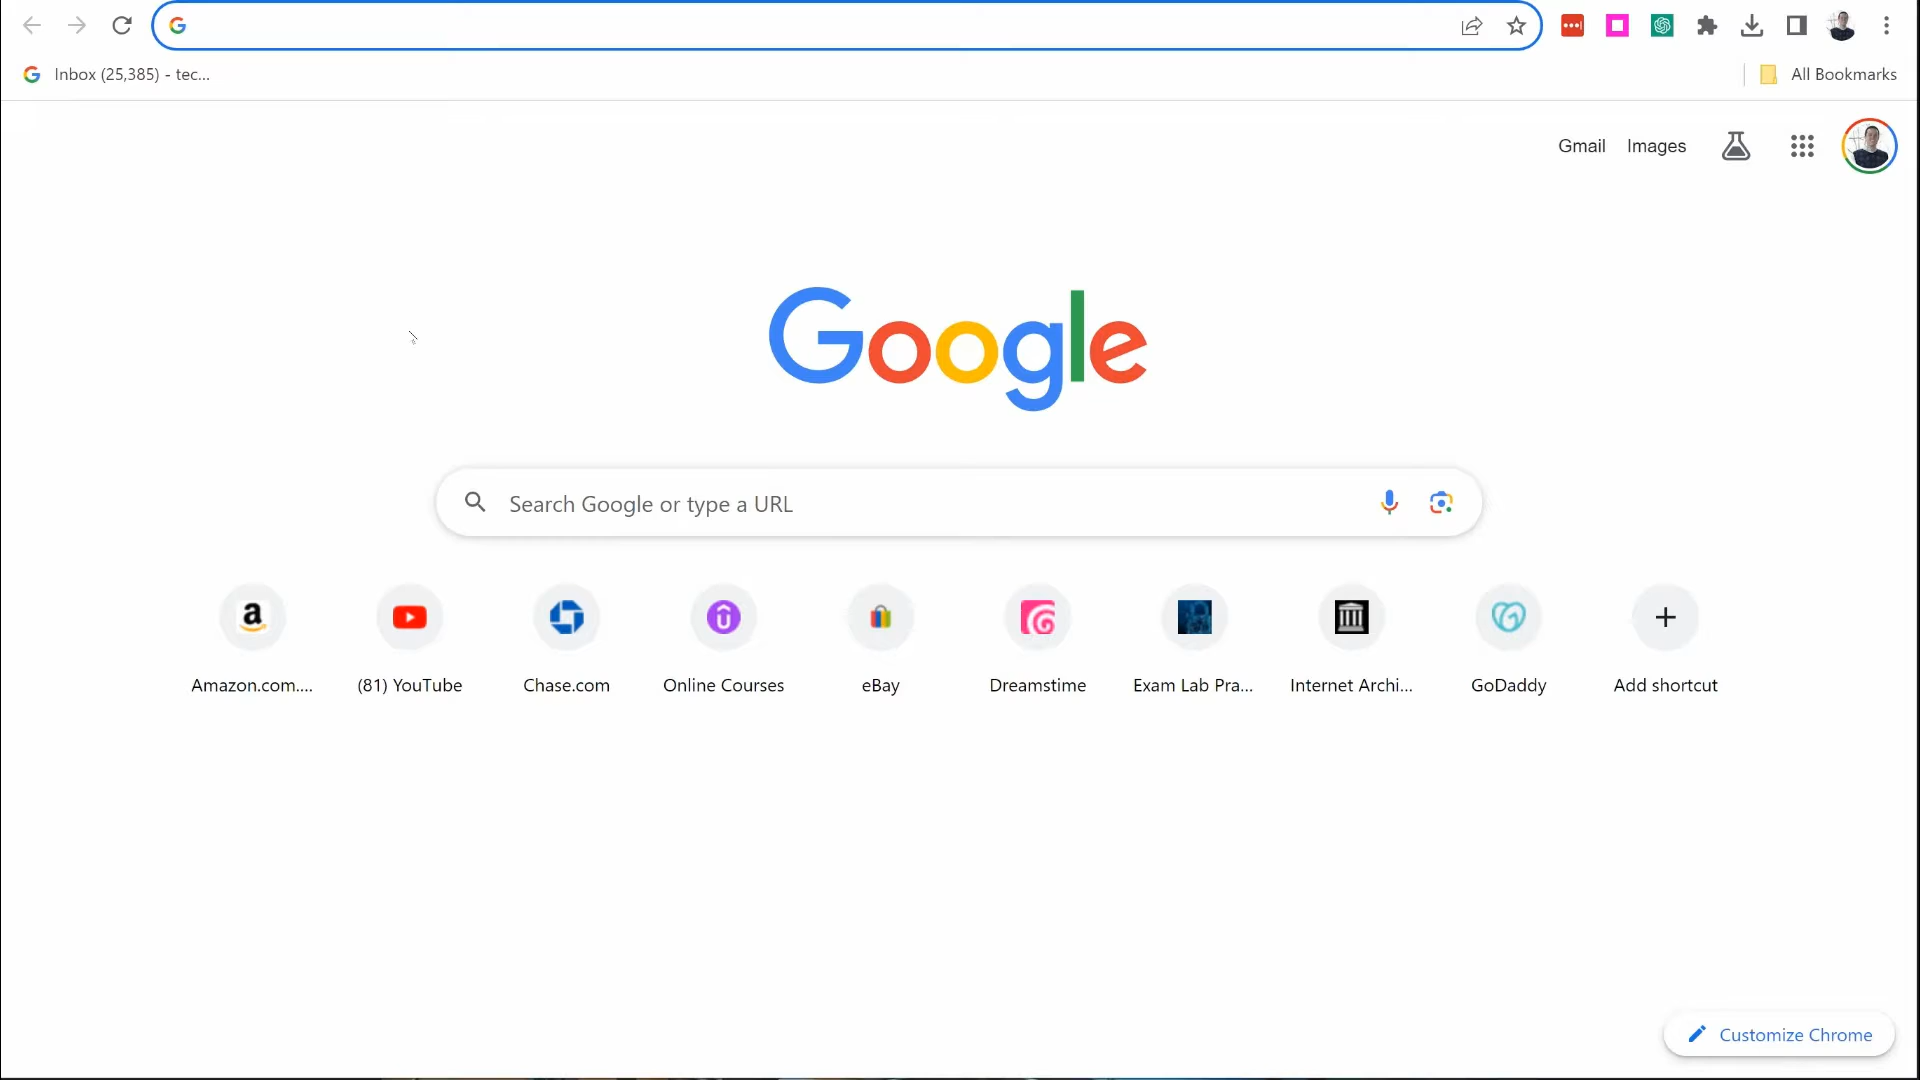 Inbox (25,385) - tec...
All Bookmarks
Gmail
Images
Google
Search Google or type a URL
Amazon.com....
(81) YouTube
Chase.com
Online Courses
eBay
Dreamstime
Exam Lab Pra...
Internet Archi...
GoDaddy
Add shortcut
Customize Chrome